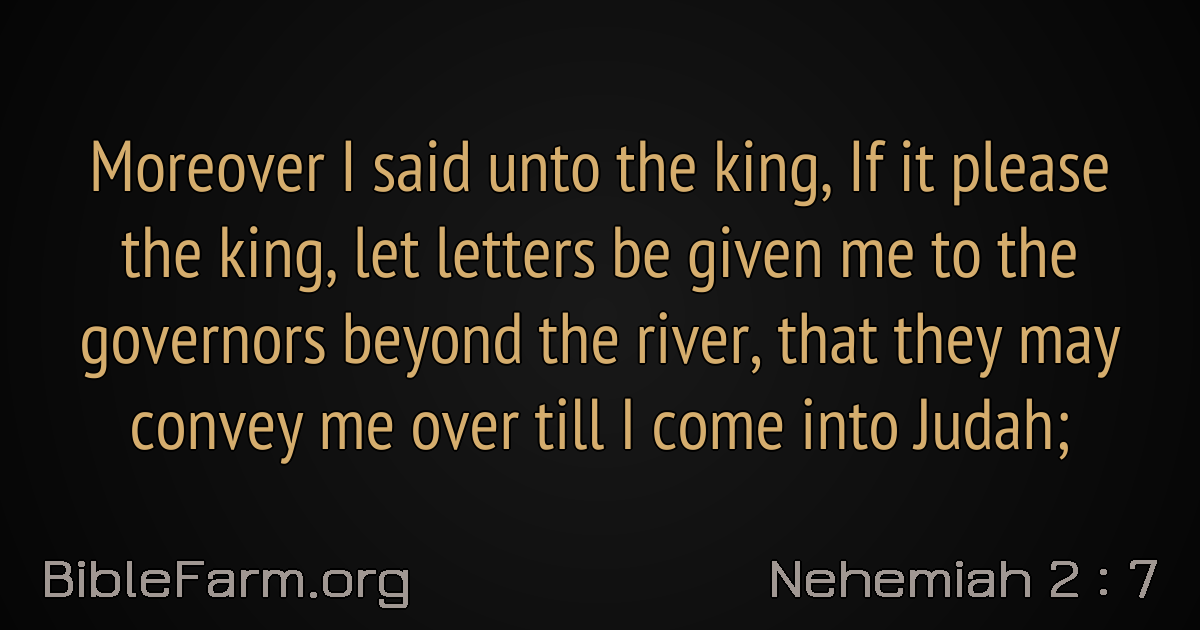 Moreover I said unto the king, If it please
the king, let letters be given me to the
governors beyond the river, that they may
convey me over till I come into Judah;
BibleFarm.org
Nehemiah 2 : 7